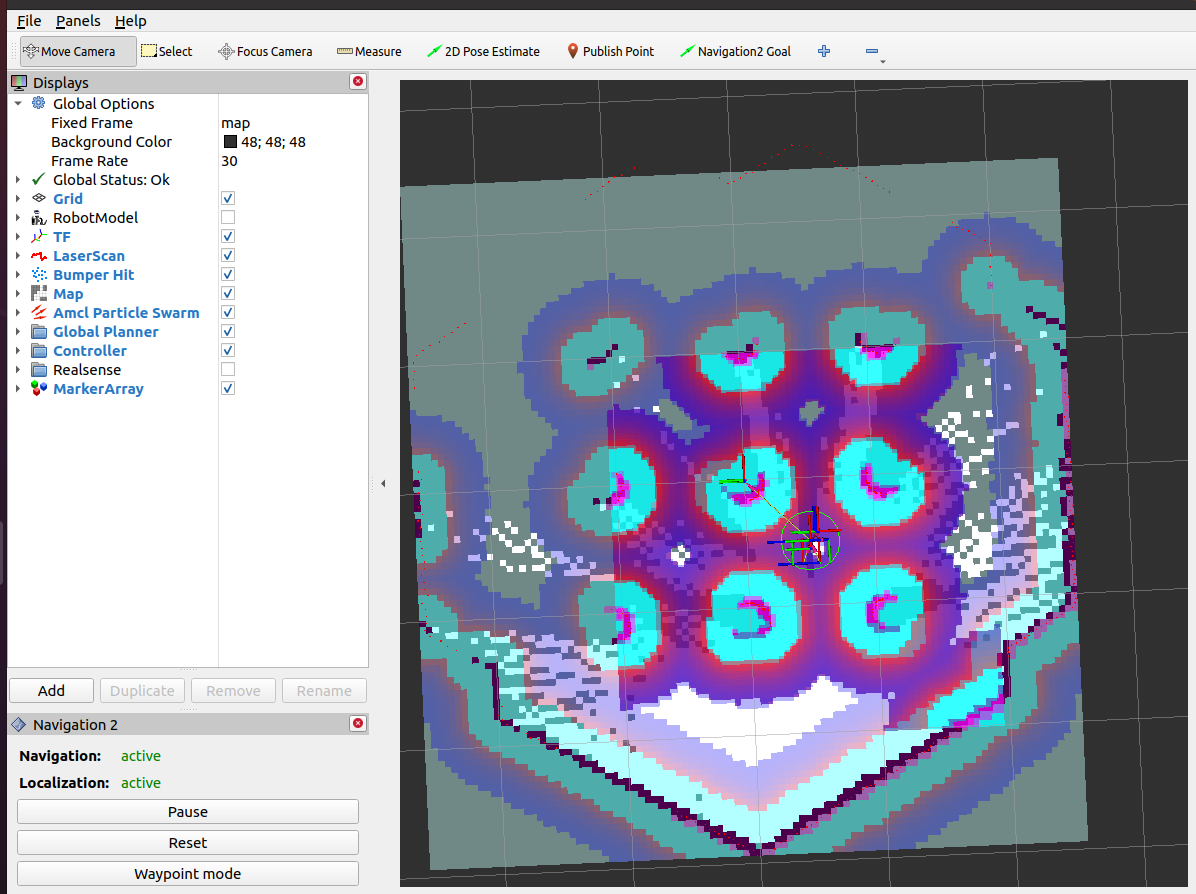 File Panels Help
Move Camera Select Focus Camera Measure 2D Pose Estimate Publish Point Navigation2 Goal
Displays
Global Options
Fixed Frame map
Background Color 48; 48; 48
Frame Rate 30
Global Status: Ok
Grid
RobotModel
TF
LaserScan
Bumper Hit
Map
Amcl Particle Swarm
Global Planner
Controller
Realsense
MarkerArray
Add Duplicate Remove Rename
Navigation 2
Navigation: active
Localization: active
Pause
Reset
Waypoint mode